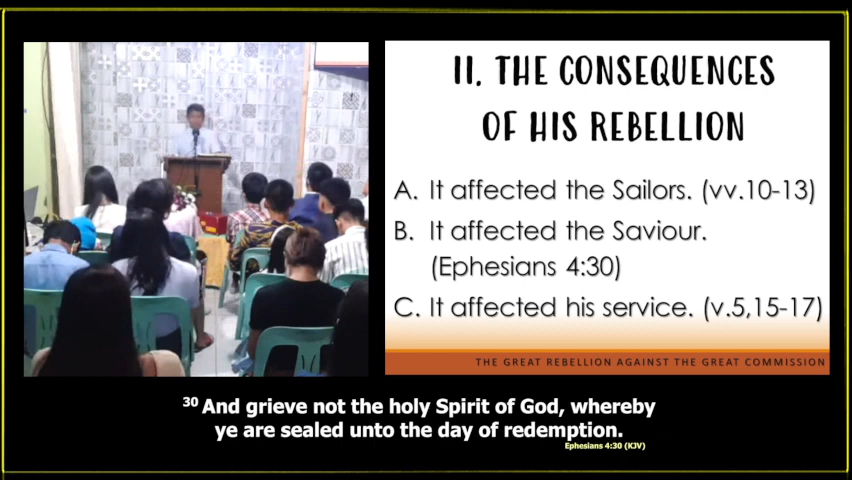 II. THE CONSEQUENCES
OF HIS REBELLION
A. It affected the Sailors. (vv.10-13)
B. It affected the Saviour.
(Ephesians 4:30)
C. It affected his service. (v.5,15-17)
THE GREAT REBELLION AGAINST THE GREAT COMMISSION
30 And grieve not the holy Spirit of God, whereby
ye are sealed unto the day of redemption.
Ephesians 4:30 (KJV)